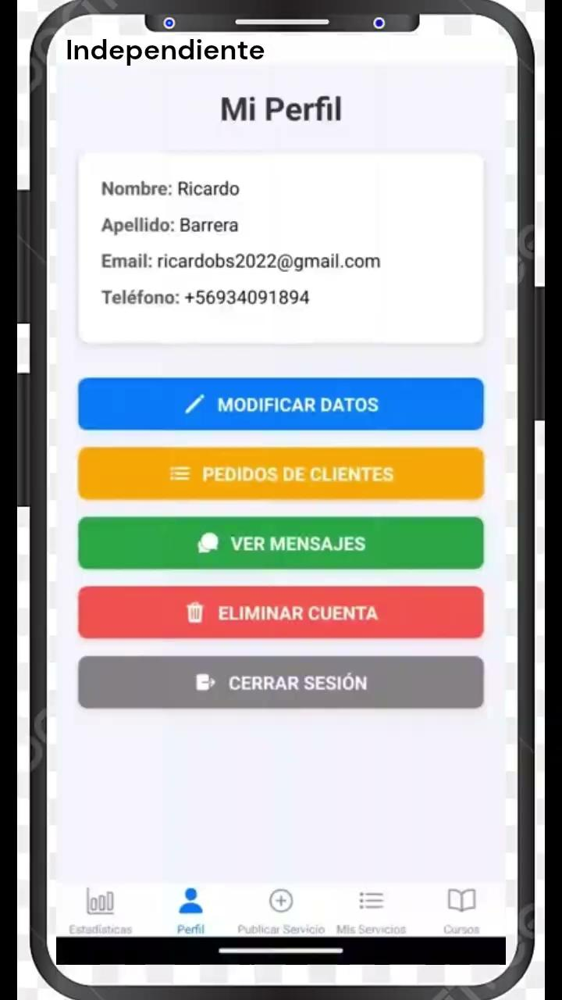 Independiente
Mi Perfil
Nombre: Ricardo
Apellido: Barrera
Email: ricardobs2022@gmail.com
Teléfono: +56934091894
MODIFICAR DATOS
PEDIDOS DE CLIENTES
VER MENSAJES
ELIMINAR CUENTA
CERRAR SESIÓN
Estadísticas Perfil Publicar Servicio Mis Servicios Cursos